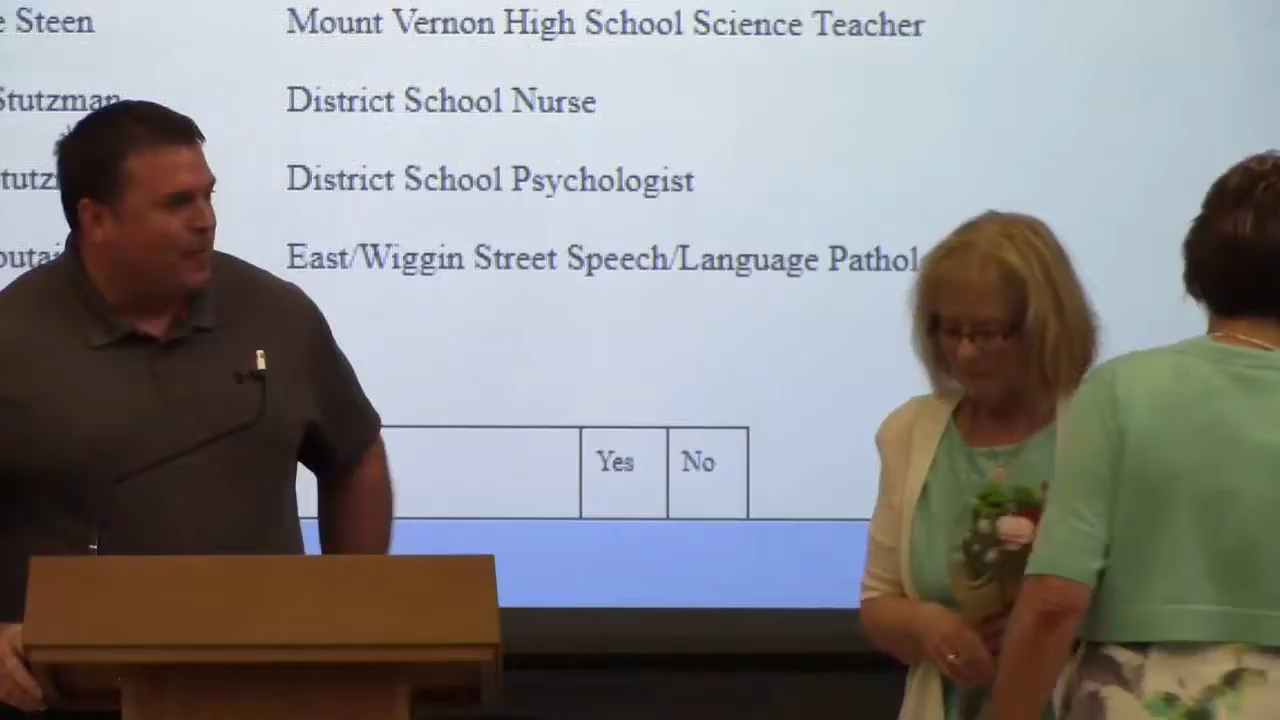 Steen Mount Vernon High School Science Teacher
Stutzman District School Nurse
District School Psychologist
East/Wiggin Street Speech/Language Pathol
Yes No